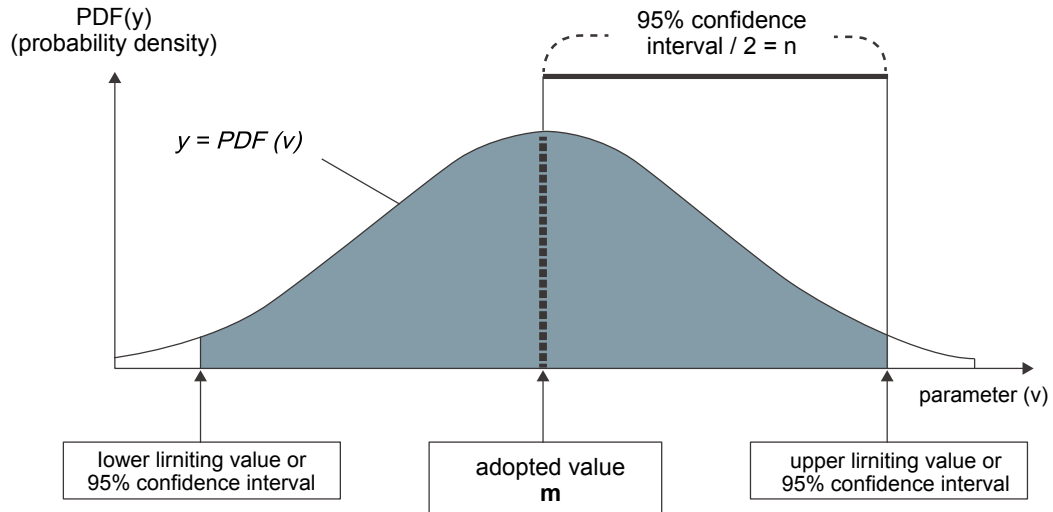 PDF(y)
(probability density)
95% confidence
interval / 2 = n
y = PDF (v)
parameter (v)
lower lirniting value or
95% confidence interval
adopted value
m
upper lirniting value or
95% confidence interval